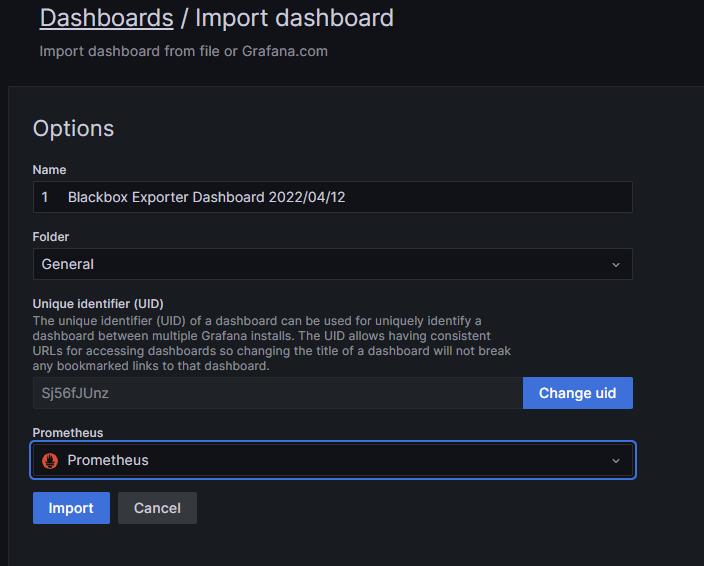 Dashboards / Import dashboard
Import dashboard from file or Grafana.com
Options
Name
1 Blackbox Exporter Dashboard 2022/04/12
Folder
General
Unique identifier (UID)
The unique identifier (UID) of a dashboard can be used for uniquely identify a
dashboard between multiple Grafana installs. The UID allows having consistent
URLs for accessing dashboards so changing the title of a dashboard will not break
any bookmarked links to that dashboard.
Sj56fJUnz
Change uid
Prometheus
Prometheus
Import
Cancel